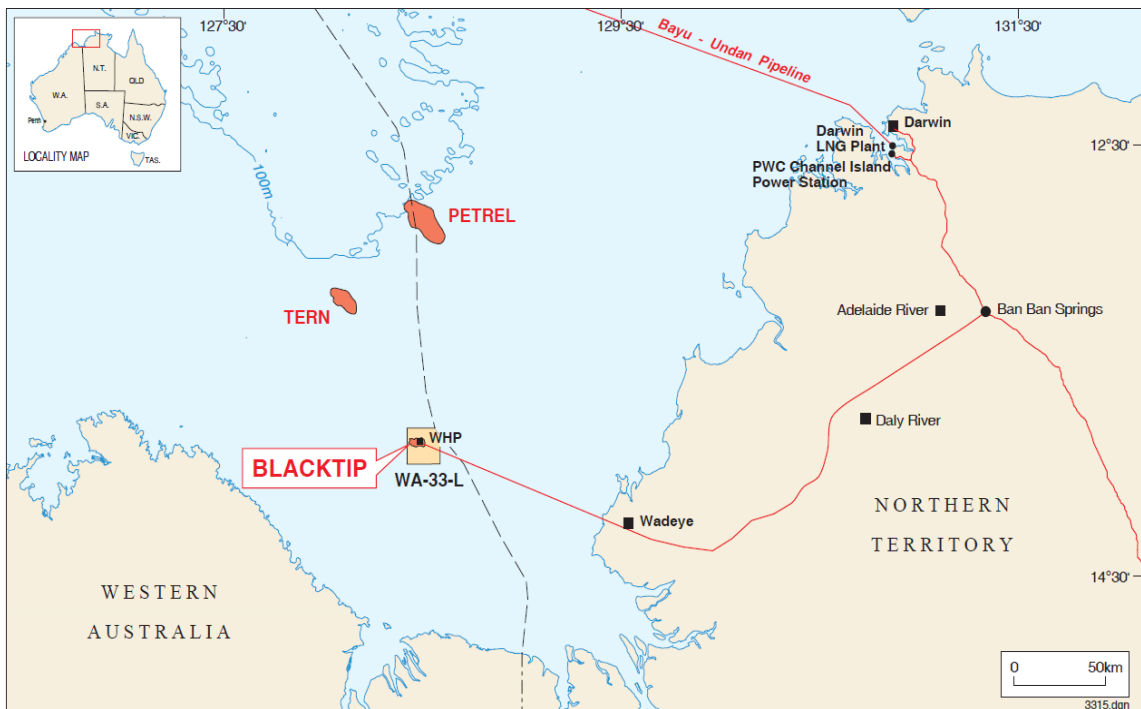 127°30'
129°30'
131°30'
N.T.
QLD
W.A.
S.A.
N.S.W.
Perth
VIC.
TAS.
LOCALITY MAP
100m
Bayu - Undan Pipeline
Darwin
Darwin
LNG Plant
12°30'
PWC Channel Island
Power Station
PETREL
TERN
Adelaide River
Ban Ban Springs
Daly River
WHP
BLACKTIP
WA-33-L
Wadeye
NORTHERN
TERRITORY
14°30'
WESTERN
AUSTRALIA
0 50km
3315.dgn